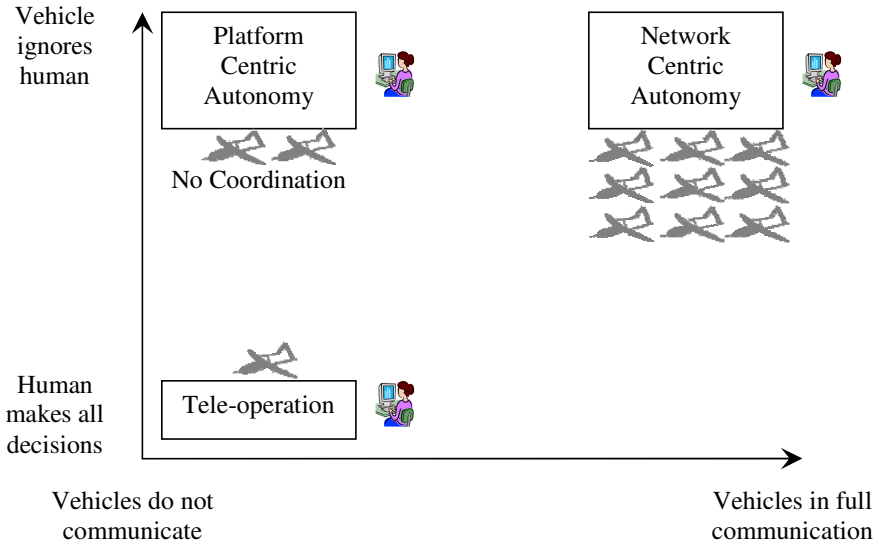 Vehicle
ignores
human
Platform
Centric
Autonomy
Network
Centric
Autonomy
No Coordination
Human
makes all
decisions
Tele-operation
Vehicles do not
communicate
Vehicles in full
communication